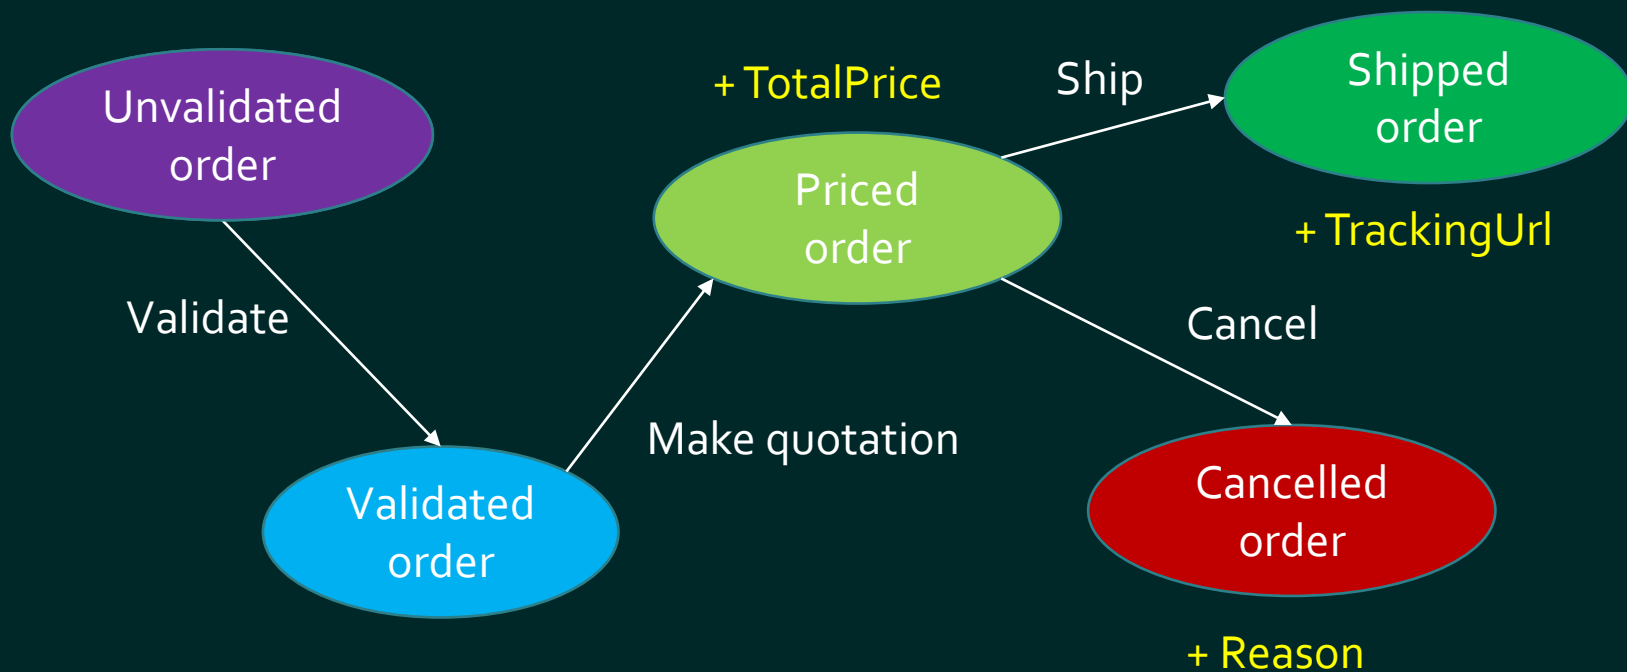 Unvalidated
order
Validate
Validated
order
Make quotation
+ TotalPrice
Priced
order
Ship
Shipped
order
+ TrackingUrl
Cancel
Cancelled
order
+ Reason